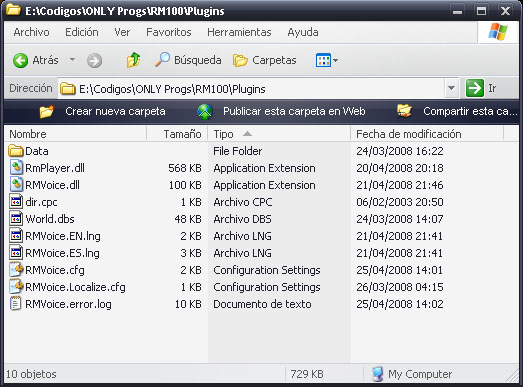 E:\Codigos\ONLY Progs\RM100\Plugins
Archivo Edición Ver Favoritos Herramientas Ayuda
Atrás Búsqueda Carpetas
Dirección E:\Codigos\ONLY Progs\RM100\Plugins Ir
Crear nueva carpeta Publicar esta carpeta en Web Compartir esta ca...
Nombre Tamaño Tipo Fecha de modificación
Data File Folder 24/03/2008 16:22
RmPlayer.dll 568 KB Application Extension 20/04/2008 20:18
RMVoice.dll 100 KB Application Extension 21/04/2008 21:46
dir.cpc 1 KB Archivo CPC 06/02/2003 20:50
World.dbs 48 KB Archivo DBS 24/03/2008 14:07
RMVoice.EN.lng 2 KB Archivo LNG 21/04/2008 21:41
RMVoice.ES.lng 3 KB Archivo LNG 21/04/2008 21:41
RMVoice.cfg 2 KB Configuration Settings 25/04/2008 14:01
RMVoice.Localize.cfg 1 KB Configuration Settings 26/03/2008 04:15
RMVoice.error.log 10 KB Documento de texto 25/04/2008 14:02
10 objetos 729 KB My Computer